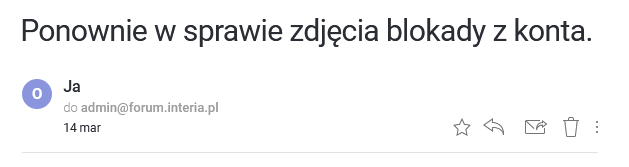 Ponownie w sprawie zdjęcia blokady z konta.
O
Ja
do admin@forum.interia.pl
14 mar